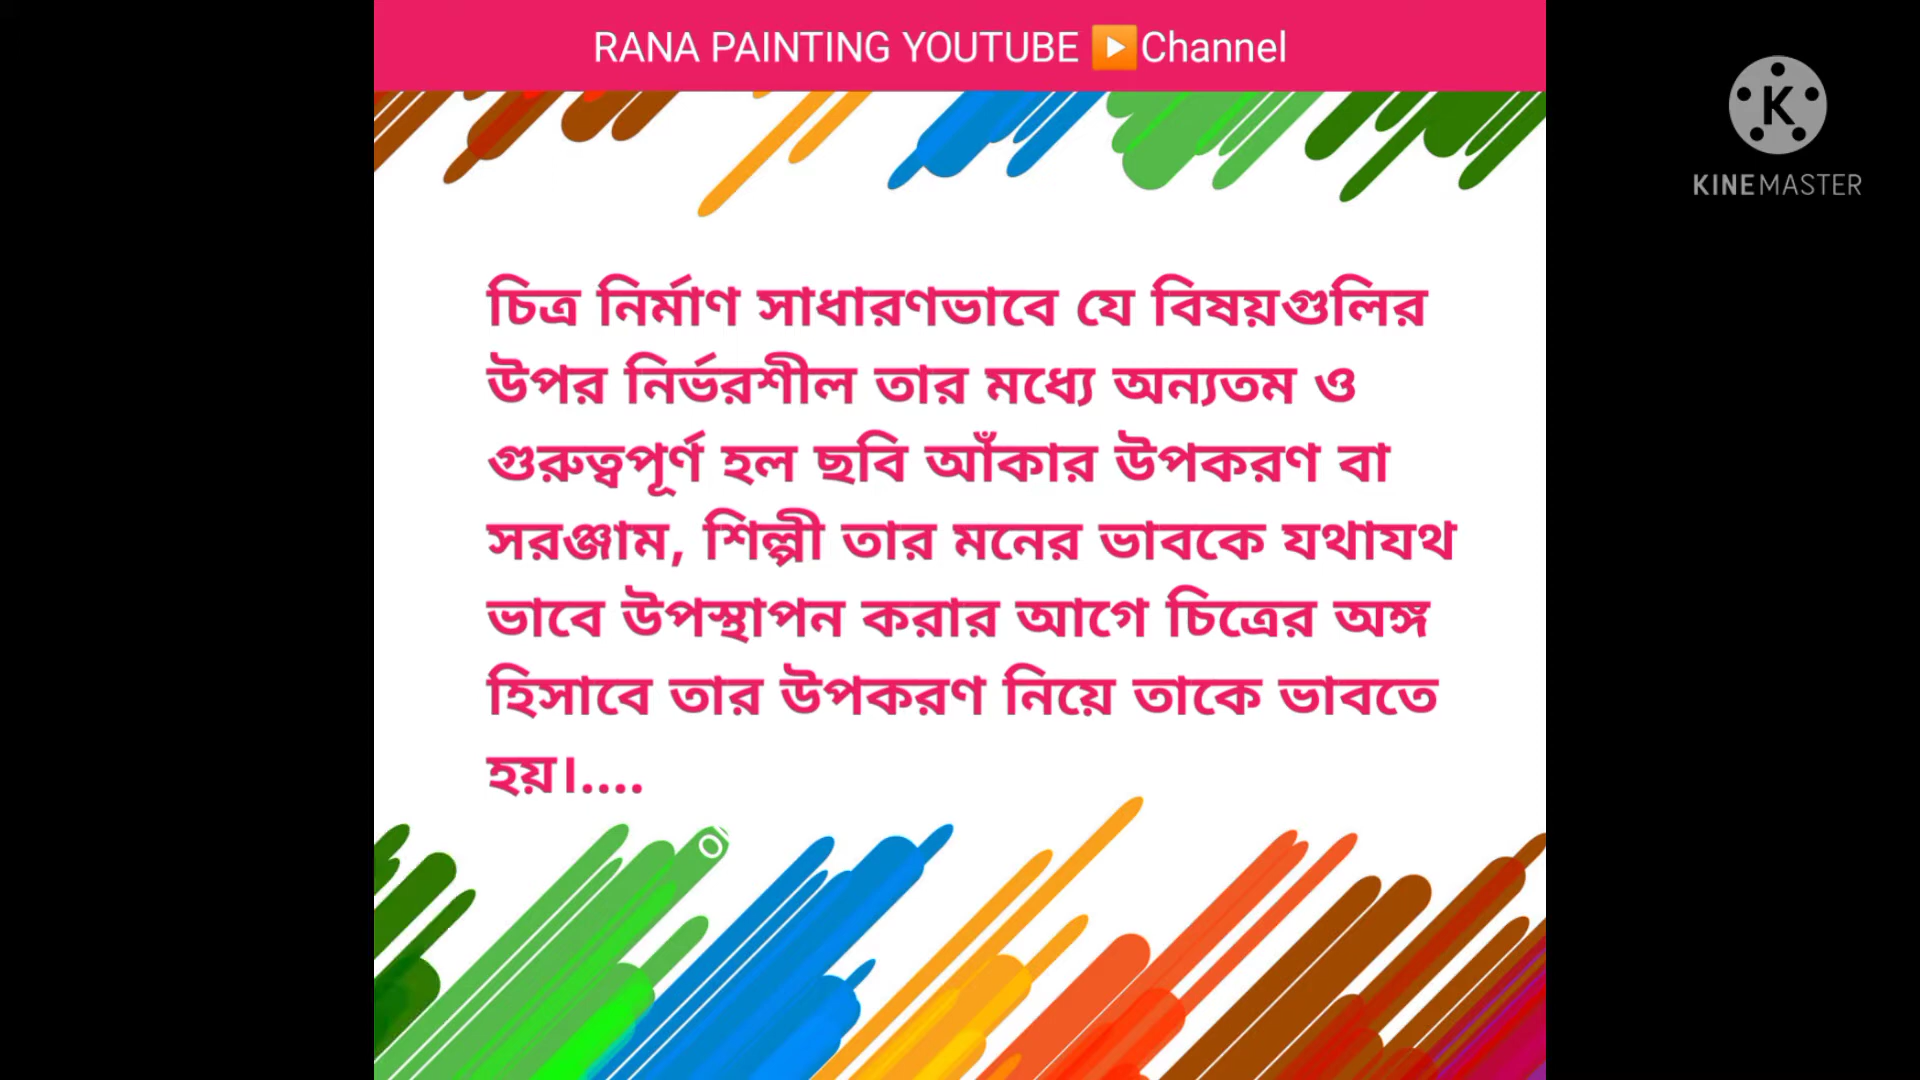 RANA PAINTING YOUTUBE ▶️Channel
KINEMASTER
চিত্র নির্মাণ সাধারণভাবে যে বিষয়গুলির
উপর নির্ভরশীল তার মধ্যে অন্যতম ও
গুরুত্বপূর্ণ হল ছবি আঁকার উপকরণ বা
সরঞ্জাম, শিল্পী তার মনের ভাবকে যথাযথ
ভাবে উপস্থাপন করার আগে চিত্রের অঙ্গ
হিসাবে তার উপকরণ নিয়ে তাকে ভাবতে
হয়।....